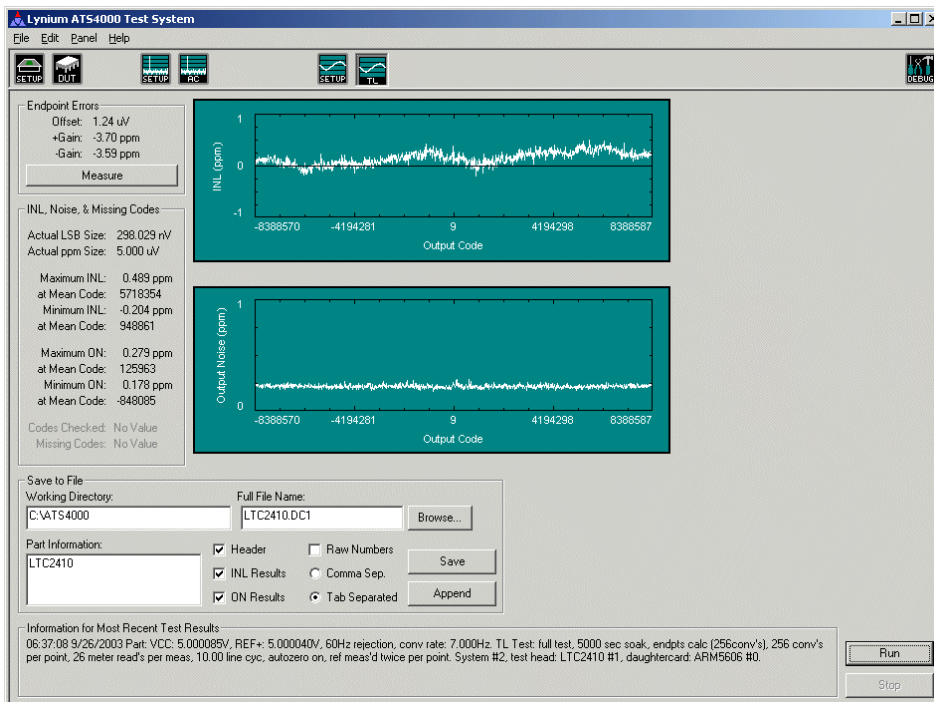 Lynium ATS4000 Test System
File Edit Panel Help
SETUP DUT SETUP AC SETUP TL DEBUG
Endpoint Errors
Offset: 1.24 uV
+Gain: -3.70 ppm
-Gain: -3.59 ppm
Measure
INL, Noise, & Missing Codes
Actual LSB Size: 298.029 nV
Actual ppm Size: 5.000 uV
Maximum INL: 0.489 ppm
at Mean Code: 5718354
Minimum INL: -0.204 ppm
at Mean Code: 948861
Maximum ON: 0.279 ppm
at Mean Code: 125963
Minimum ON: 0.178 ppm
at Mean Code: -848085
Codes Checked: No Value
Missing Codes: No Value
1
INL (ppm)
0
-1
-8388570 -4194281 9 4194298 8388587
Output Code
1
Output Noise (ppm)
0
-8388570 -4194281 9 4194298 8388587
Output Code
Save to File
Working Directory: Full File Name:
C:\ATS4000 LTC2410.DC1 Browse...
Part Information:
LTC2410
Header Raw Numbers
INL Results Comma Sep.
ON Results Tab Separated
Save
Append
Information for Most Recent Test Results
06:37:08 9/26/2003 Part: VCC: 5.000085V, REF+: 5.000040V, 60Hz rejection, conv rate: 7.000Hz. TL Test: full test, 5000 sec soak, endpts calc (256conv's), 256 conv's
per point, 26 meter read's per meas, 10.00 line cyc, autozero on, ref meas'd twice per point. System #2, test head: LTC2410 #1, daughtercard: ARM5606 #0.
Run
Stop